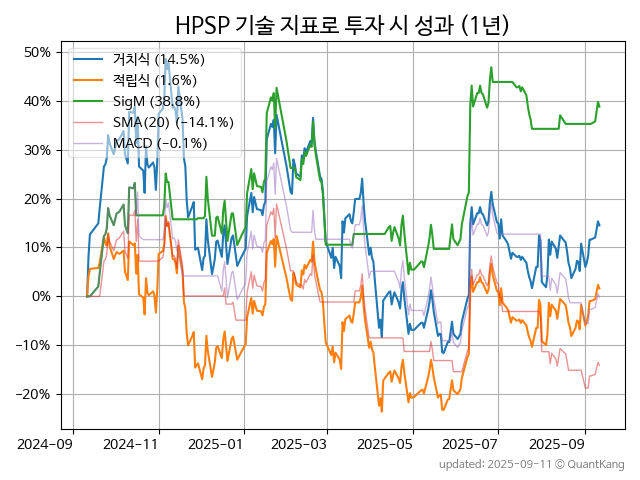 HPSP 기술 지표로 투자 시 성과 (1년)
거치식 (14.5%)
적립식 (1.6%)
SigM (38.8%)
SMA(20) (−14.1%)
MACD (−0.1%)
50%
40%
30%
20%
10%
0%
−10%
−20%
2024-09 2024-11 2025-01 2025-03 2025-05 2025-07 2025-09
updated: 2025-09-11 © QuantKang